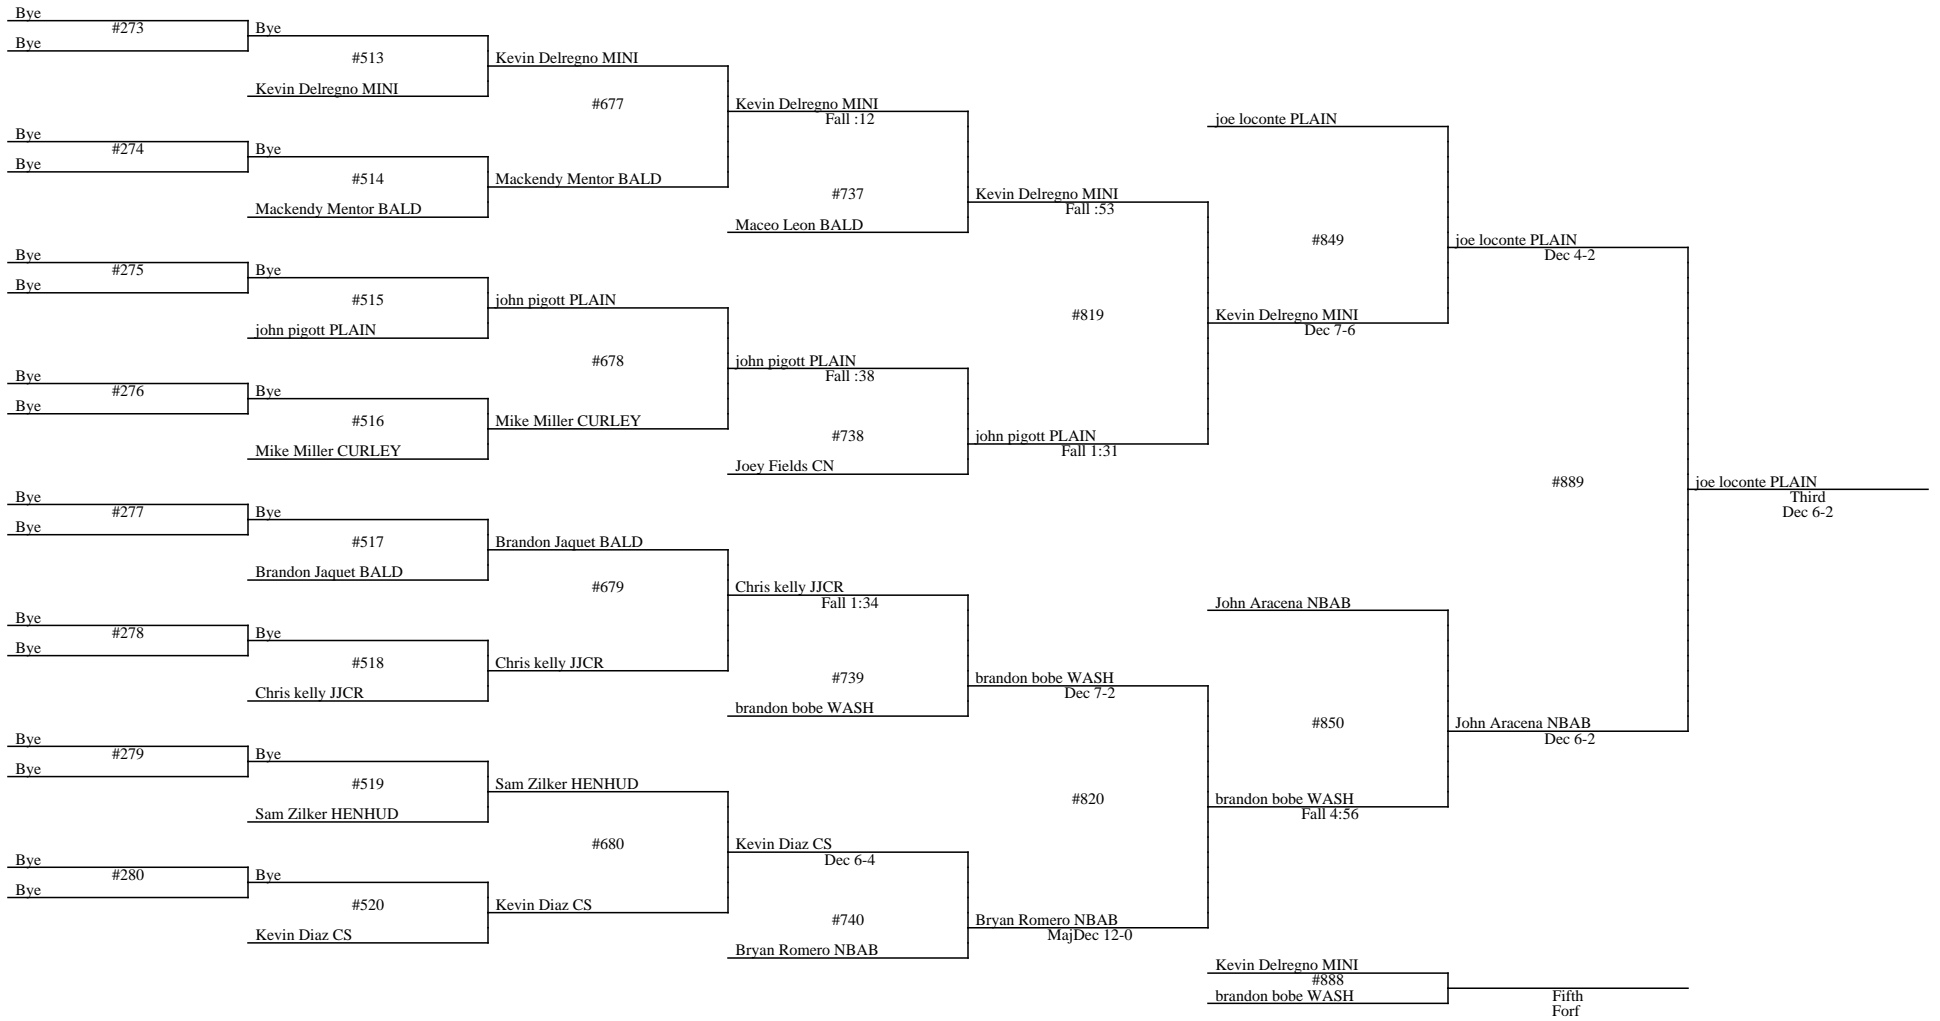 Bye
#273
Bye
Bye
#513
Kevin Delregno MINI
Bye
#274
Bye
Bye
#514
Mackendy Mentor BALD
Bye
#275
Bye
Bye
#515
john pigott PLAIN
Bye
#276
Bye
Bye
#516
Mike Miller CURLEY
Bye
#277
Bye
Bye
#517
Brandon Jaquet BALD
Bye
#278
Bye
Bye
#518
Chris kelly JJCR
Bye
#279
Bye
Bye
#519
Sam Zilker HENHUD
Bye
#280
Bye
Bye
#520
Kevin Diaz CS
Kevin Delregno MINI
#677
Mackendy Mentor BALD
john pigott PLAIN
#678
Mike Miller CURLEY
Brandon Jaquet BALD
#679
Chris kelly JJCR
Sam Zilker HENHUD
#680
Kevin Diaz CS
Kevin Delregno MINI
Fall :12
#737
Maceo Leon BALD
john pigott PLAIN
Fall :38
#738
Joey Fields CN
Chris kelly JJCR
Fall 1:34
#739
brandon bobe WASH
Kevin Diaz CS
Dec 6-4
#740
Bryan Romero NBAB
Kevin Delregno MINI
Fall :53
#819
john pigott PLAIN
Fall 1:31
brandon bobe WASH
Dec 7-2
#820
Bryan Romero NBAB
MajDec 12-0
joe loconte PLAIN
#849
Kevin Delregno MINI
Dec 7-6
John Aracena NBAB
#850
brandon bobe WASH
Fall 4:56
joe loconte PLAIN
Dec 4-2
#889
John Aracena NBAB
Dec 6-2
joe loconte PLAIN
Third
Dec 6-2
Kevin Delregno MINI
#888
brandon bobe WASH
Fifth
Forf